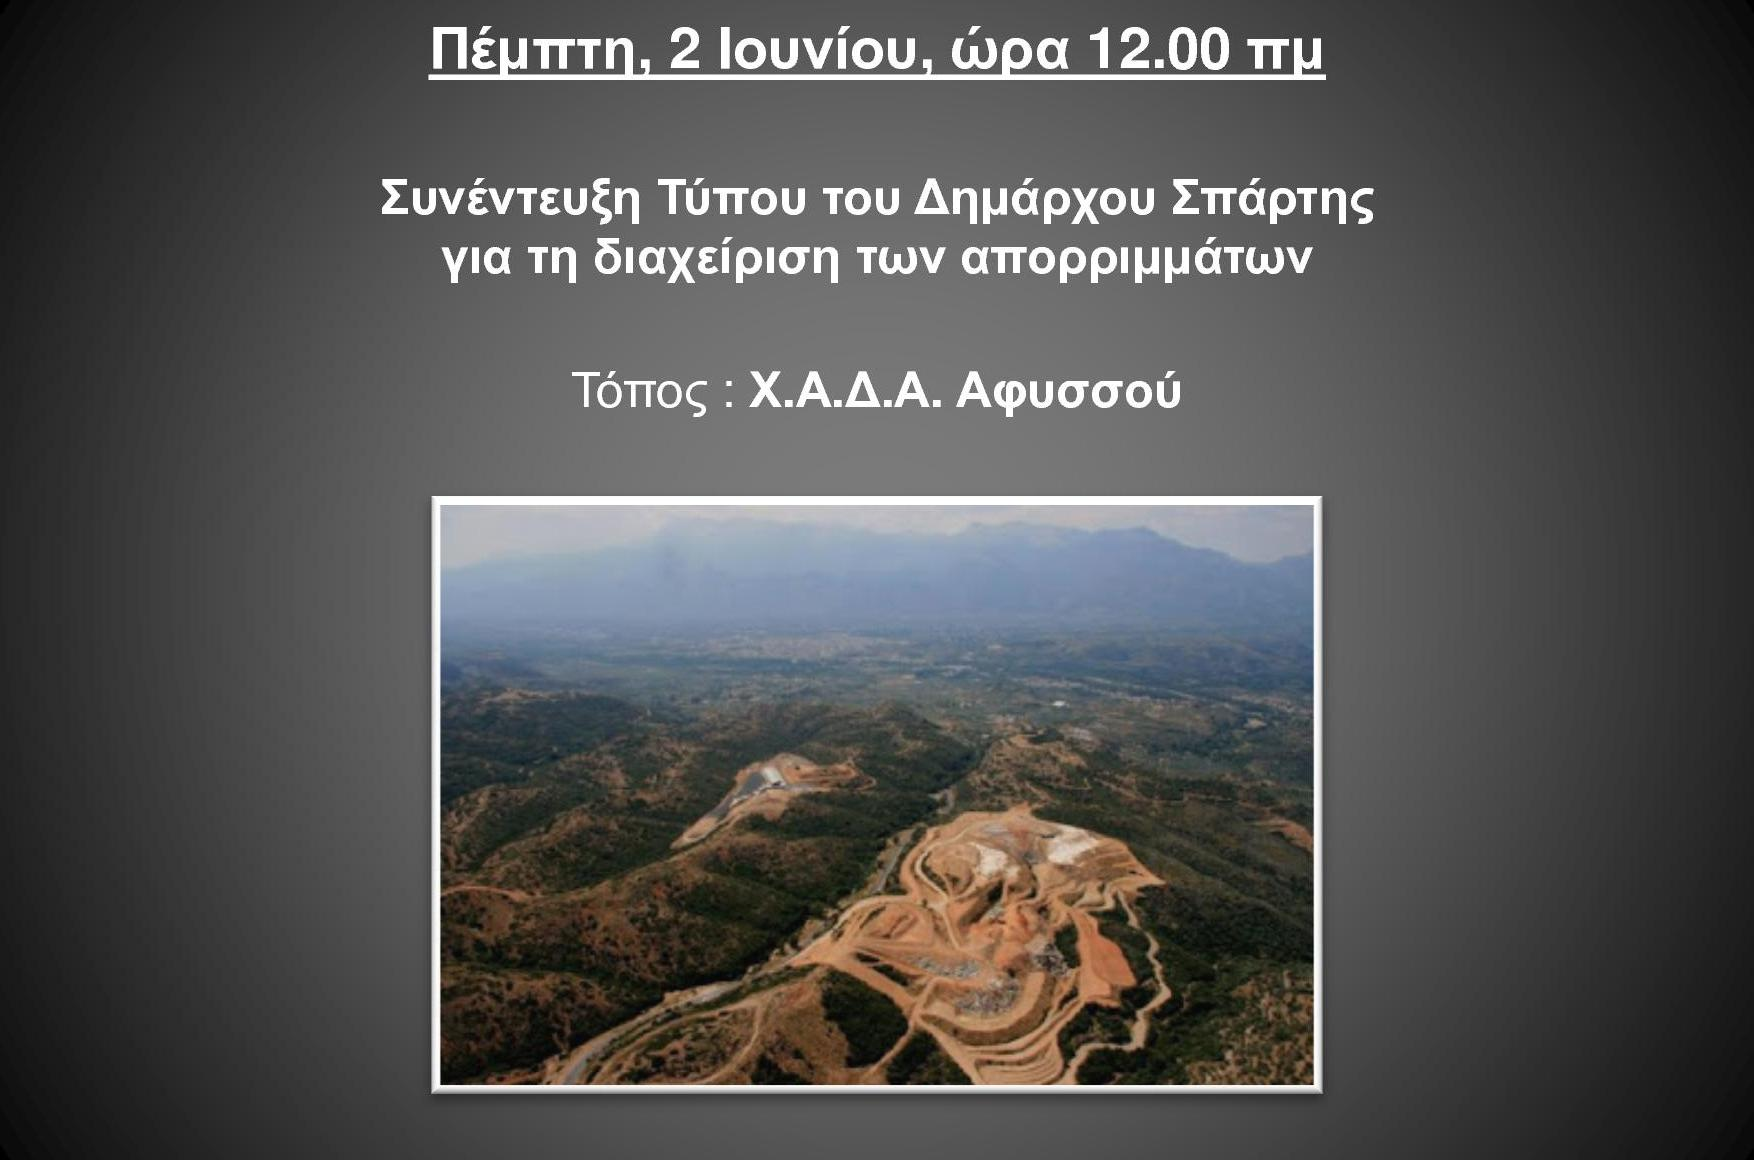 Πέμπτη, 2 Ιουνίου, ώρα 12.00 πμ
Συνέντευξη Τύπου του Δημάρχου Σπάρτης
για τη διαχείριση των απορριμμάτων
Τόπος : Χ.Α.Δ.Α. Αφυσσού